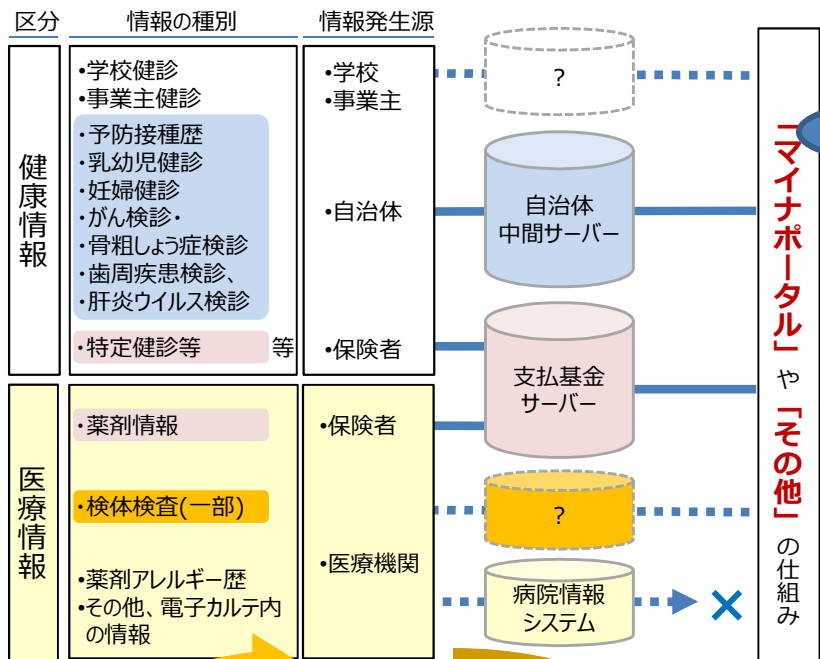 区分
情報の種別
情報発生源
健康情報
•学校健診
•事業主健診
・予防接種歴
・乳幼児健診
・妊婦健診
・がん検診・
・骨粗しょう症検診
・歯周疾患検診、
・肝炎ウイルス検診
・特定健診等 等
•学校
•事業主
•自治体
•保険者
?
自治体
中間サーバー
支払基金
サーバー
医療情報
・薬剤情報
・検体検査(一部)
•薬剤アレルギー歴
•その他、電子カルテ内
の情報
•保険者
•医療機関
?
病院情報
システム
×
「マイナポータル」や「その他」の仕組み